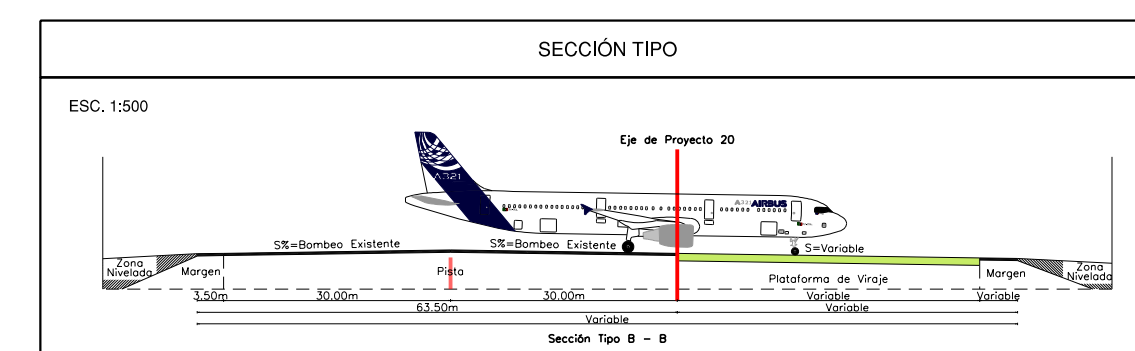 SECCIÓN TIPO
ESC. 1:500
Eje de Proyecto 20
A321
A321 AIRBUS
S%=Bombeo Existente
S%=Bombeo Existente
S=Variable
Zona
Nivelada
Margen
Pista
Plataforma de Viraje
Margen
Zona
Nivelada
3.50m
30.00m
30.00m
Variable
Variable
63.50m
Variable
Variable
Sección Tipo B - B